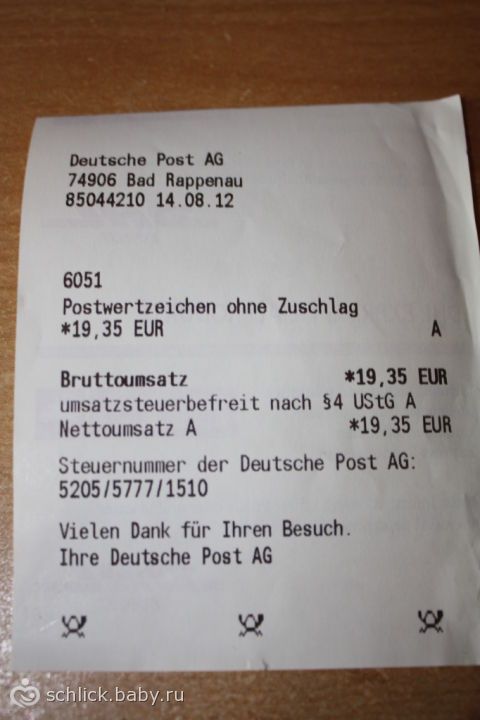 Deutsche Post AG
74906 Bad Rappenau
85044210 14.08.12
6051
Postwertzeichen ohne Zuschlag
*19,35 EUR A
Bruttoumsatz *19,35 EUR
umsatzsteuerbefreit nach §4 UStG A
Nettoumsatz A *19,35 EUR
Steuernummer der Deutsche Post AG:
5205/5777/1510
Vielen Dank für Ihren Besuch.
Ihre Deutsche Post AG
schlick.baby.ru